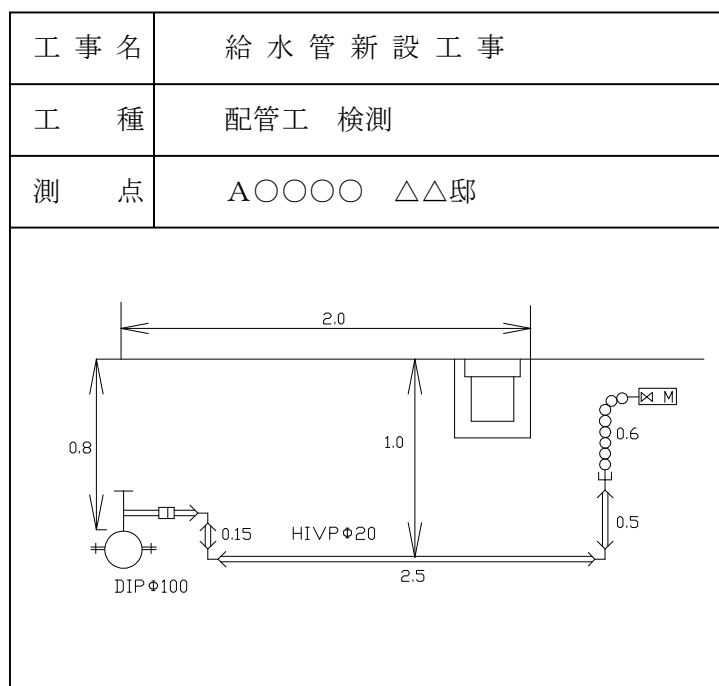 工事名 給水管新設工事
工種 配管工 検測
測点 A○○○○ △△邸
2.0
0.8
1.0
M
0.6
0.15
HIVPΦ20
0.5
2.5
DIPΦ100